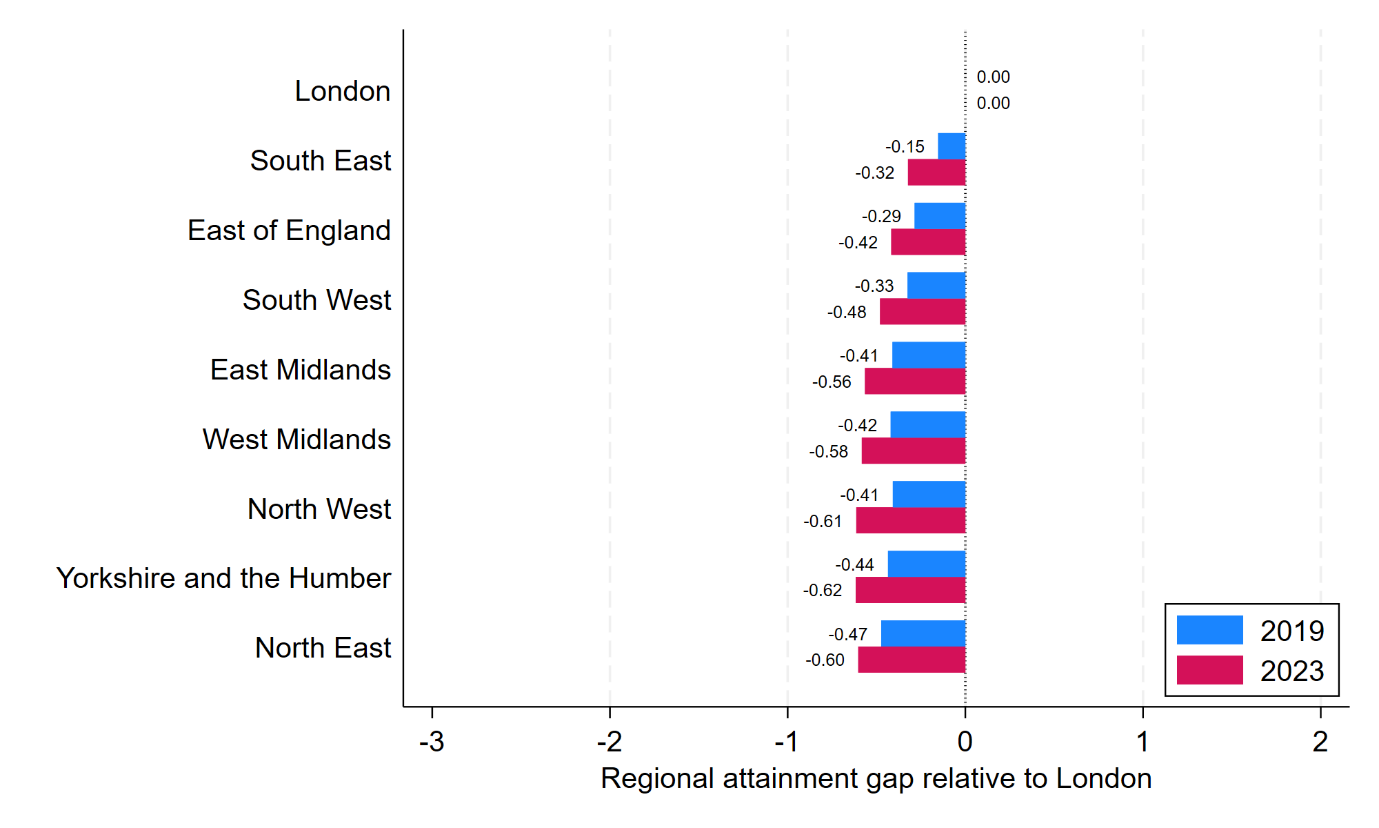 London
0.00
0.00
South East
-0.15
-0.32
East of England
-0.29
-0.42
South West
-0.33
-0.48
East Midlands
-0.41
-0.56
West Midlands
-0.42
-0.58
North West
-0.41
-0.61
Yorkshire and the Humber
-0.44
-0.62
North East
-0.47
-0.60
2019
2023
-3 -2 -1 0 1 2
Regional attainment gap relative to London